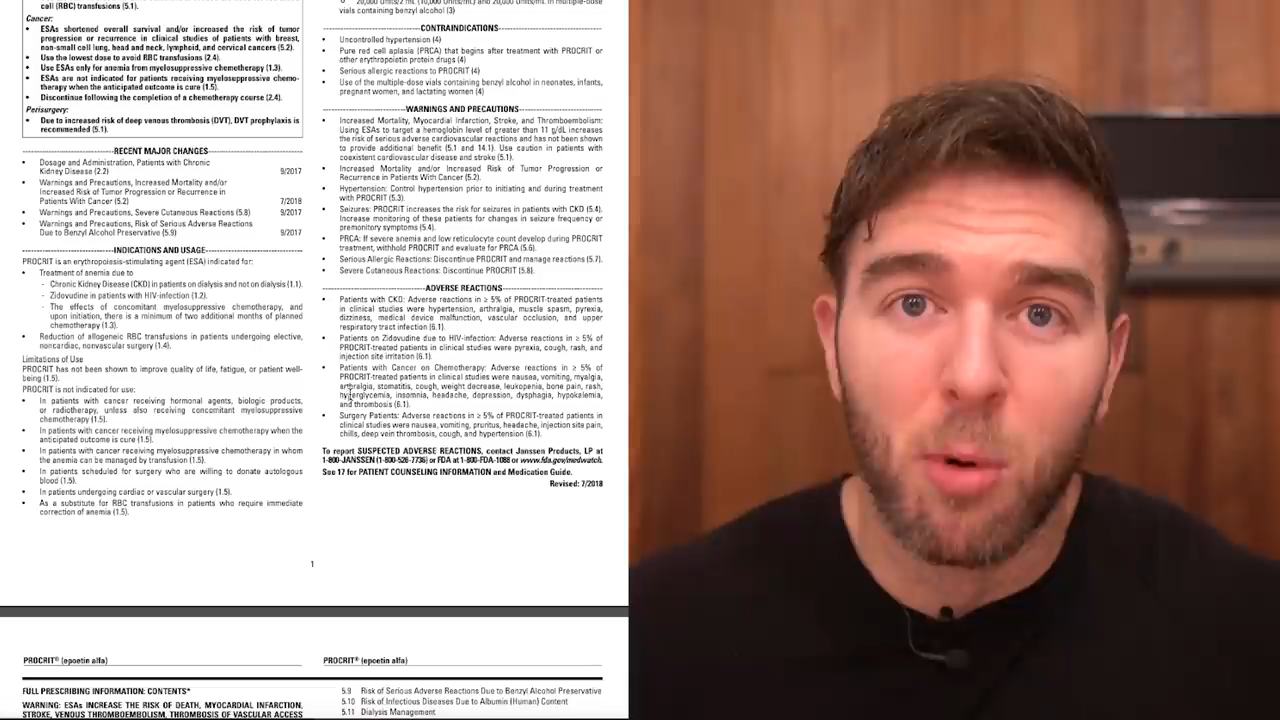 cell (RBC) transfusions (5.1).
Cancer:
• ESAs shortened overall survival and/or increased the risk of tumor
progression or recurrence in clinical studies of patients with breast,
non-small cell lung, head and neck, lymphoid, and cervical cancers (5.2).
• Use the lowest dose to avoid RBC transfusions (2.4).
• Use ESAs only for anemia from myelosuppressive chemotherapy (1.3).
• ESAs are not indicated for patients receiving myelosuppressive chemo-
therapy when the anticipated outcome is cure (1.5).
• Discontinue following the completion of a chemotherapy course (2.4).
Perisurgery:
• Due to increased risk of deep venous thrombosis (DVT), DVT prophylaxis is
recommended (5.1).
RECENT MAJOR CHANGES
• Dosage and Administration, Patients with Chronic
Kidney Disease (2.2) 9/2017
• Warnings and Precautions, Increased Mortality and/or
Increased Risk of Tumor Progression or Recurrence in
Patients With Cancer (5.2) 7/2018
• Warnings and Precautions, Severe Cutaneous Reactions (5.8) 9/2017
• Warnings and Precautions, Risk of Serious Adverse Reactions
Due to Benzyl Alcohol Preservative (5.9) 9/2017
INDICATIONS AND USAGE
PROCRIT is an erythropoiesis-stimulating agent (ESA) indicated for:
• Treatment of anemia due to
- Chronic Kidney Disease (CKD) in patients on dialysis and not on dialysis (1.1).
- Zidovudine in patients with HIV-infection (1.2).
- The effects of concomitant myelosuppressive chemotherapy, and
upon initiation, there is a minimum of two additional months of planned
chemotherapy (1.3).
• Reduction of allogeneic RBC transfusions in patients undergoing elective,
noncardiac, nonvascular surgery (1.4).
Limitations of Use
PROCRIT has not been shown to improve quality of life, fatigue, or patient well-
being (1.5).
PROCRIT is not indicated for use:
• In patients with cancer receiving hormonal agents, biologic products,
or radiotherapy, unless also receiving concomitant myelosuppressive
chemotherapy (1.5).
• In patients with cancer receiving myelosuppressive chemotherapy when the
anticipated outcome is cure (1.5).
• In patients with cancer receiving myelosuppressive chemotherapy in whom
the anemia can be managed by transfusion (1.5).
• In patients scheduled for surgery who are willing to donate autologous
blood (1.5).
• In patients undergoing cardiac or vascular surgery (1.5).
• As a substitute for RBC transfusions in patients who require immediate
correction of anemia (1.5).
vials containing benzyl alcohol (3)
CONTRAINDICATIONS
• Uncontrolled hypertension (4)
• Pure red cell aplasia (PRCA) that begins after treatment with PROCRIT or
other erythropoietin protein drugs (4)
• Serious allergic reactions to PROCRIT (4)
• Use of the multiple-dose vials containing benzyl alcohol in neonates, infants,
pregnant women, and lactating women (4)
WARNINGS AND PRECAUTIONS
• Increased Mortality, Myocardial Infarction, Stroke, and Thromboembolism:
Using ESAs to target a hemoglobin level of greater than 11 g/dL increases
the risk of serious adverse cardiovascular reactions and has not been shown
to provide additional benefit (5.1 and 14.1). Use caution in patients with
coexistent cardiovascular disease and stroke (5.1).
• Increased Mortality and/or Increased Risk of Tumor Progression or
Recurrence in Patients With Cancer (5.2).
• Hypertension: Control hypertension prior to initiating and during treatment
with PROCRIT (5.3).
• Seizures: PROCRIT increases the risk for seizures in patients with CKD (5.4).
Increase monitoring of these patients for changes in seizure frequency or
premonitory symptoms (5.4).
• PRCA: If severe anemia and low reticulocyte count develop during PROCRIT
treatment, withhold PROCRIT and evaluate for PRCA (5.6).
• Serious Allergic Reactions: Discontinue PROCRIT and manage reactions (5.7).
• Severe Cutaneous Reactions: Discontinue PROCRIT (5.8).
ADVERSE REACTIONS
• Patients with CKD: Adverse reactions in ≥ 5% of PROCRIT-treated patients
in clinical studies were hypertension, arthralgia, muscle spasm, pyrexia,
dizziness, medical device malfunction, vascular occlusion, and upper
respiratory tract infection (6.1).
• Patients on Zidovudine due to HIV-infection: Adverse reactions in ≥ 5% of
PROCRIT-treated patients in clinical studies were pyrexia, cough, rash, and
injection site irritation (6.1).
• Patients with Cancer on Chemotherapy: Adverse reactions in ≥ 5% of
PROCRIT-treated patients in clinical studies were nausea, vomiting, myalgia,
arthralgia, stomatitis, cough, weight decrease, leukopenia, bone pain, rash,
hyperglycemia, insomnia, headache, depression, dysphagia, hypokalemia,
and thrombosis (6.1).
• Surgery Patients: Adverse reactions in ≥ 5% of PROCRIT-treated patients in
clinical studies were nausea, vomiting, pruritus, headache, injection site pain,
chills, deep vein thrombosis, cough, and hypertension (6.1).
To report SUSPECTED ADVERSE REACTIONS, contact Janssen Products, LP at
1-800-JANSSEN (1-800-526-7736) or FDA at 1-800-FDA-1088 or www.fda.gov/medwatch.
See 17 for PATIENT COUNSELING INFORMATION and Medication Guide.
Revised: 7/2018
1
PROCRIT® (epoetin alfa)
FULL PRESCRIBING INFORMATION: CONTENTS*
WARNING: ESAs INCREASE THE RISK OF DEATH, MYOCARDIAL INFARCTION,
STROKE, VENOUS THROMBOEMBOLISM, THROMBOSIS OF VASCULAR ACCESS
PROCRIT® (epoetin alfa)
5.9 Risk of Serious Adverse Reactions Due to Benzyl Alcohol Preservative
5.10 Risk of Infectious Diseases Due to Albumin (Human) Content
5.11 Dialysis Management